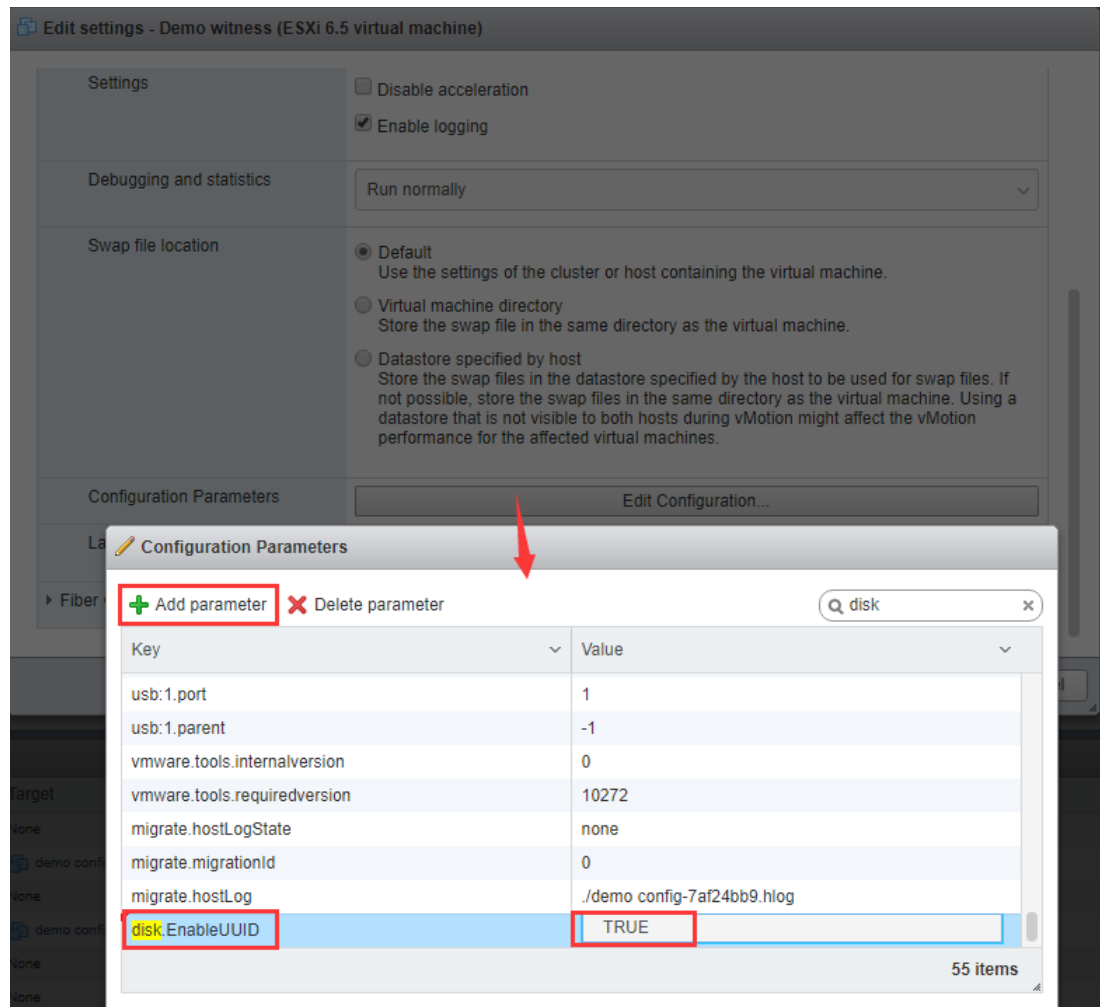 Edit settings - Demo witness (ESXi 6.5 virtual machine)
Settings
Disable acceleration
Enable logging
Debugging and statistics
Run normally
Swap file location
Default
Use the settings of the cluster or host containing the virtual machine.
Virtual machine directory
Store the swap file in the same directory as the virtual machine.
Datastore specified by host
Store the swap files in the datastore specified by the host to be used for swap files. If
not possible, store the swap files in the same directory as the virtual machine. Using a
datastore that is not visible to both hosts during vMotion might affect the vMotion
performance for the affected virtual machines.
Configuration Parameters
Edit Configuration...
La
Configuration Parameters
Fiber
Add parameter
Delete parameter
disk
Key
Value
usb:1.port
1
usb:1.parent
-1
vmware.tools.internalversion
0
Target
vmware.tools.requiredversion
10272
None
migrate.hostLogState
none
demo conf
migrate.migrationId
0
None
migrate.hostLog
./demo config-7af24bb9.hlog
demo conf
disk.EnableUUID
TRUE
None
55 items
None